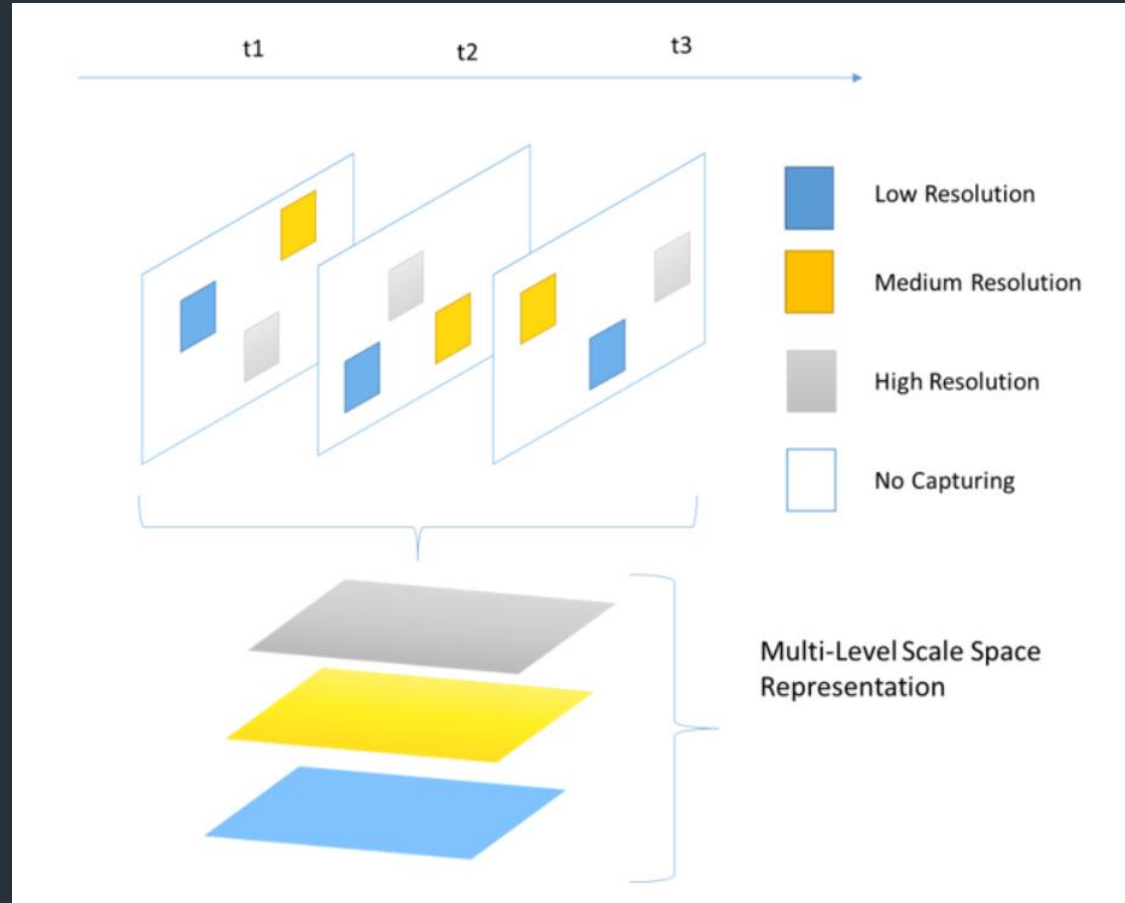 t1
t2
t3
Low Resolution
Medium Resolution
High Resolution
No Capturing
Multi-Level Scale Space
Representation